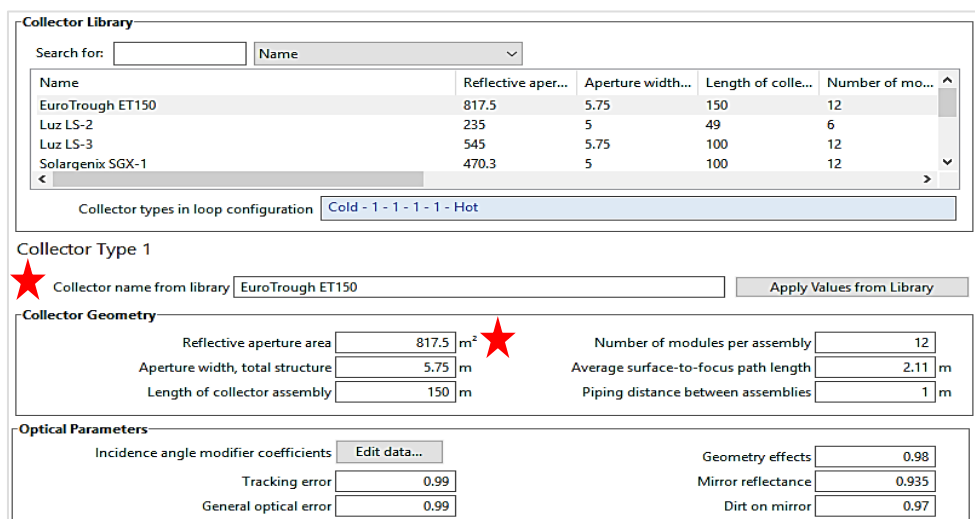 Collector Library
Search for: Name
Name Reflective aper... Aperture width... Length of colle... Number of mo...
EuroTrough ET150 817.5 5.75 150 12
Luz LS-2 235 5 49 6
Luz LS-3 545 5.75 100 12
Solargenix SGX-1 470.3 5 100 12
Collector types in loop configuration Cold - 1 - 1 - 1 - 1 - Hot
Collector Type 1
Collector name from library EuroTrough ET150 Apply Values from Library
Collector Geometry
Reflective aperture area 817.5 m² Number of modules per assembly 12
Aperture width, total structure 5.75 m Average surface-to-focus path length 2.11 m
Length of collector assembly 150 m Piping distance between assemblies 1 m
Optical Parameters
Incidence angle modifier coefficients Edit data... Geometry effects 0.98
Tracking error 0.99 Mirror reflectance 0.935
General optical error 0.99 Dirt on mirror 0.97